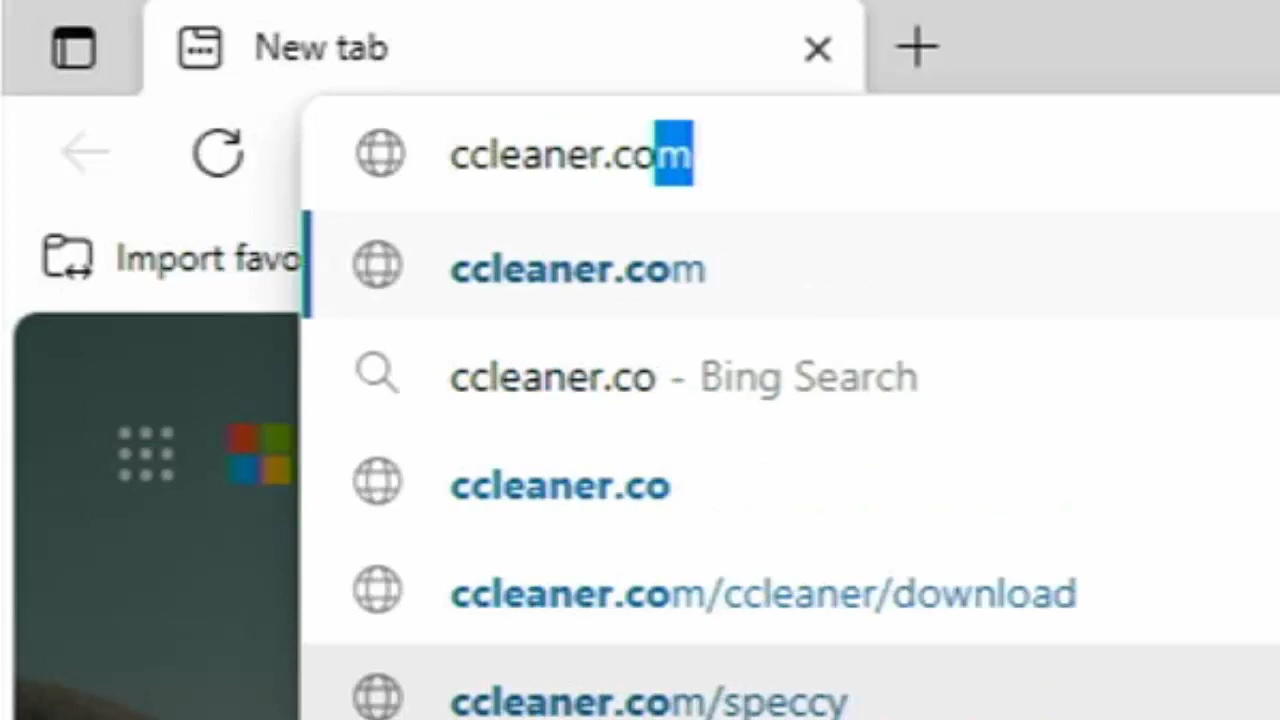 New tab
ccleaner.com
Import favo
ccleaner.com
ccleaner.co - Bing Search
ccleaner.co
ccleaner.com/ccleaner/download
ccleaner.com/speccy